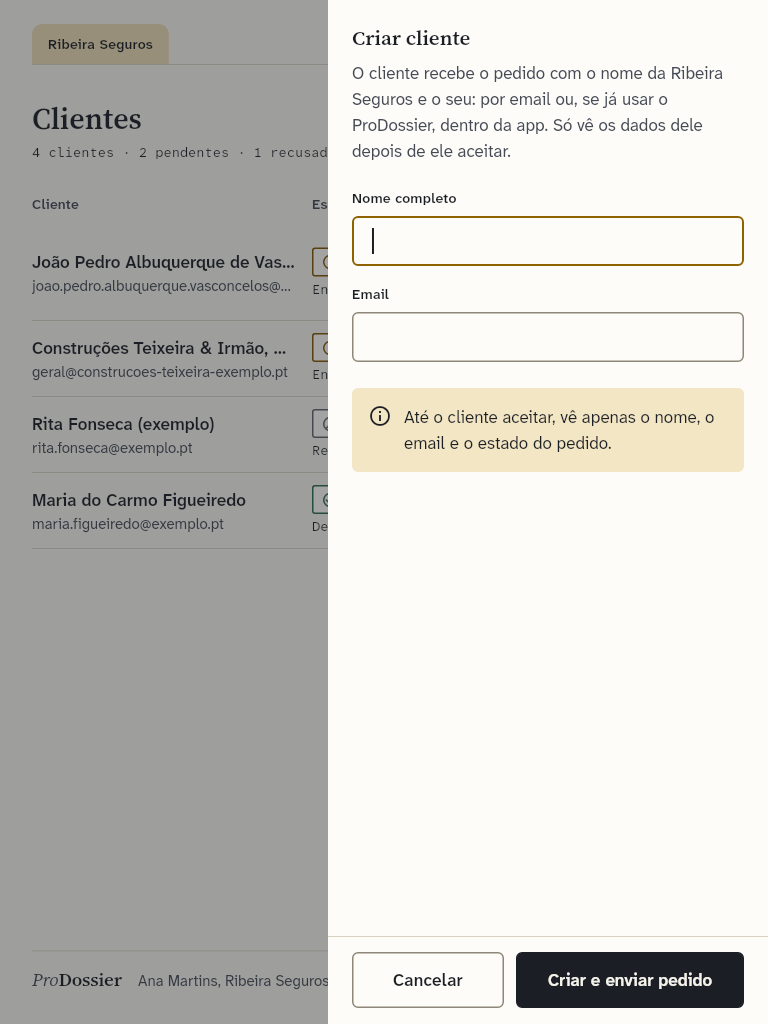 Ribeira Seguros
Clientes
4 clientes · 2 pendentes · 1 recusad
Cliente
Es
João Pedro Albuquerque de Vas...
joao.pedro.albuquerque.vasconcelos@...
En
Construções Teixeira & Irmão, ...
geral@construcoes-teixeira-exemplo.pt
En
Rita Fonseca (exemplo)
rita.fonseca@exemplo.pt
Re
Maria do Carmo Figueiredo
maria.figueiredo@exemplo.pt
De
ProDossier
Ana Martins, Ribeira Seguros
Criar cliente
O cliente recebe o pedido com o nome da Ribeira
Seguros e o seu: por email ou, se já usar o
ProDossier, dentro da app. Só vê os dados dele
depois de ele aceitar.
Nome completo
Email
Até o cliente aceitar, vê apenas o nome, o
email e o estado do pedido.
Cancelar
Criar e enviar pedido